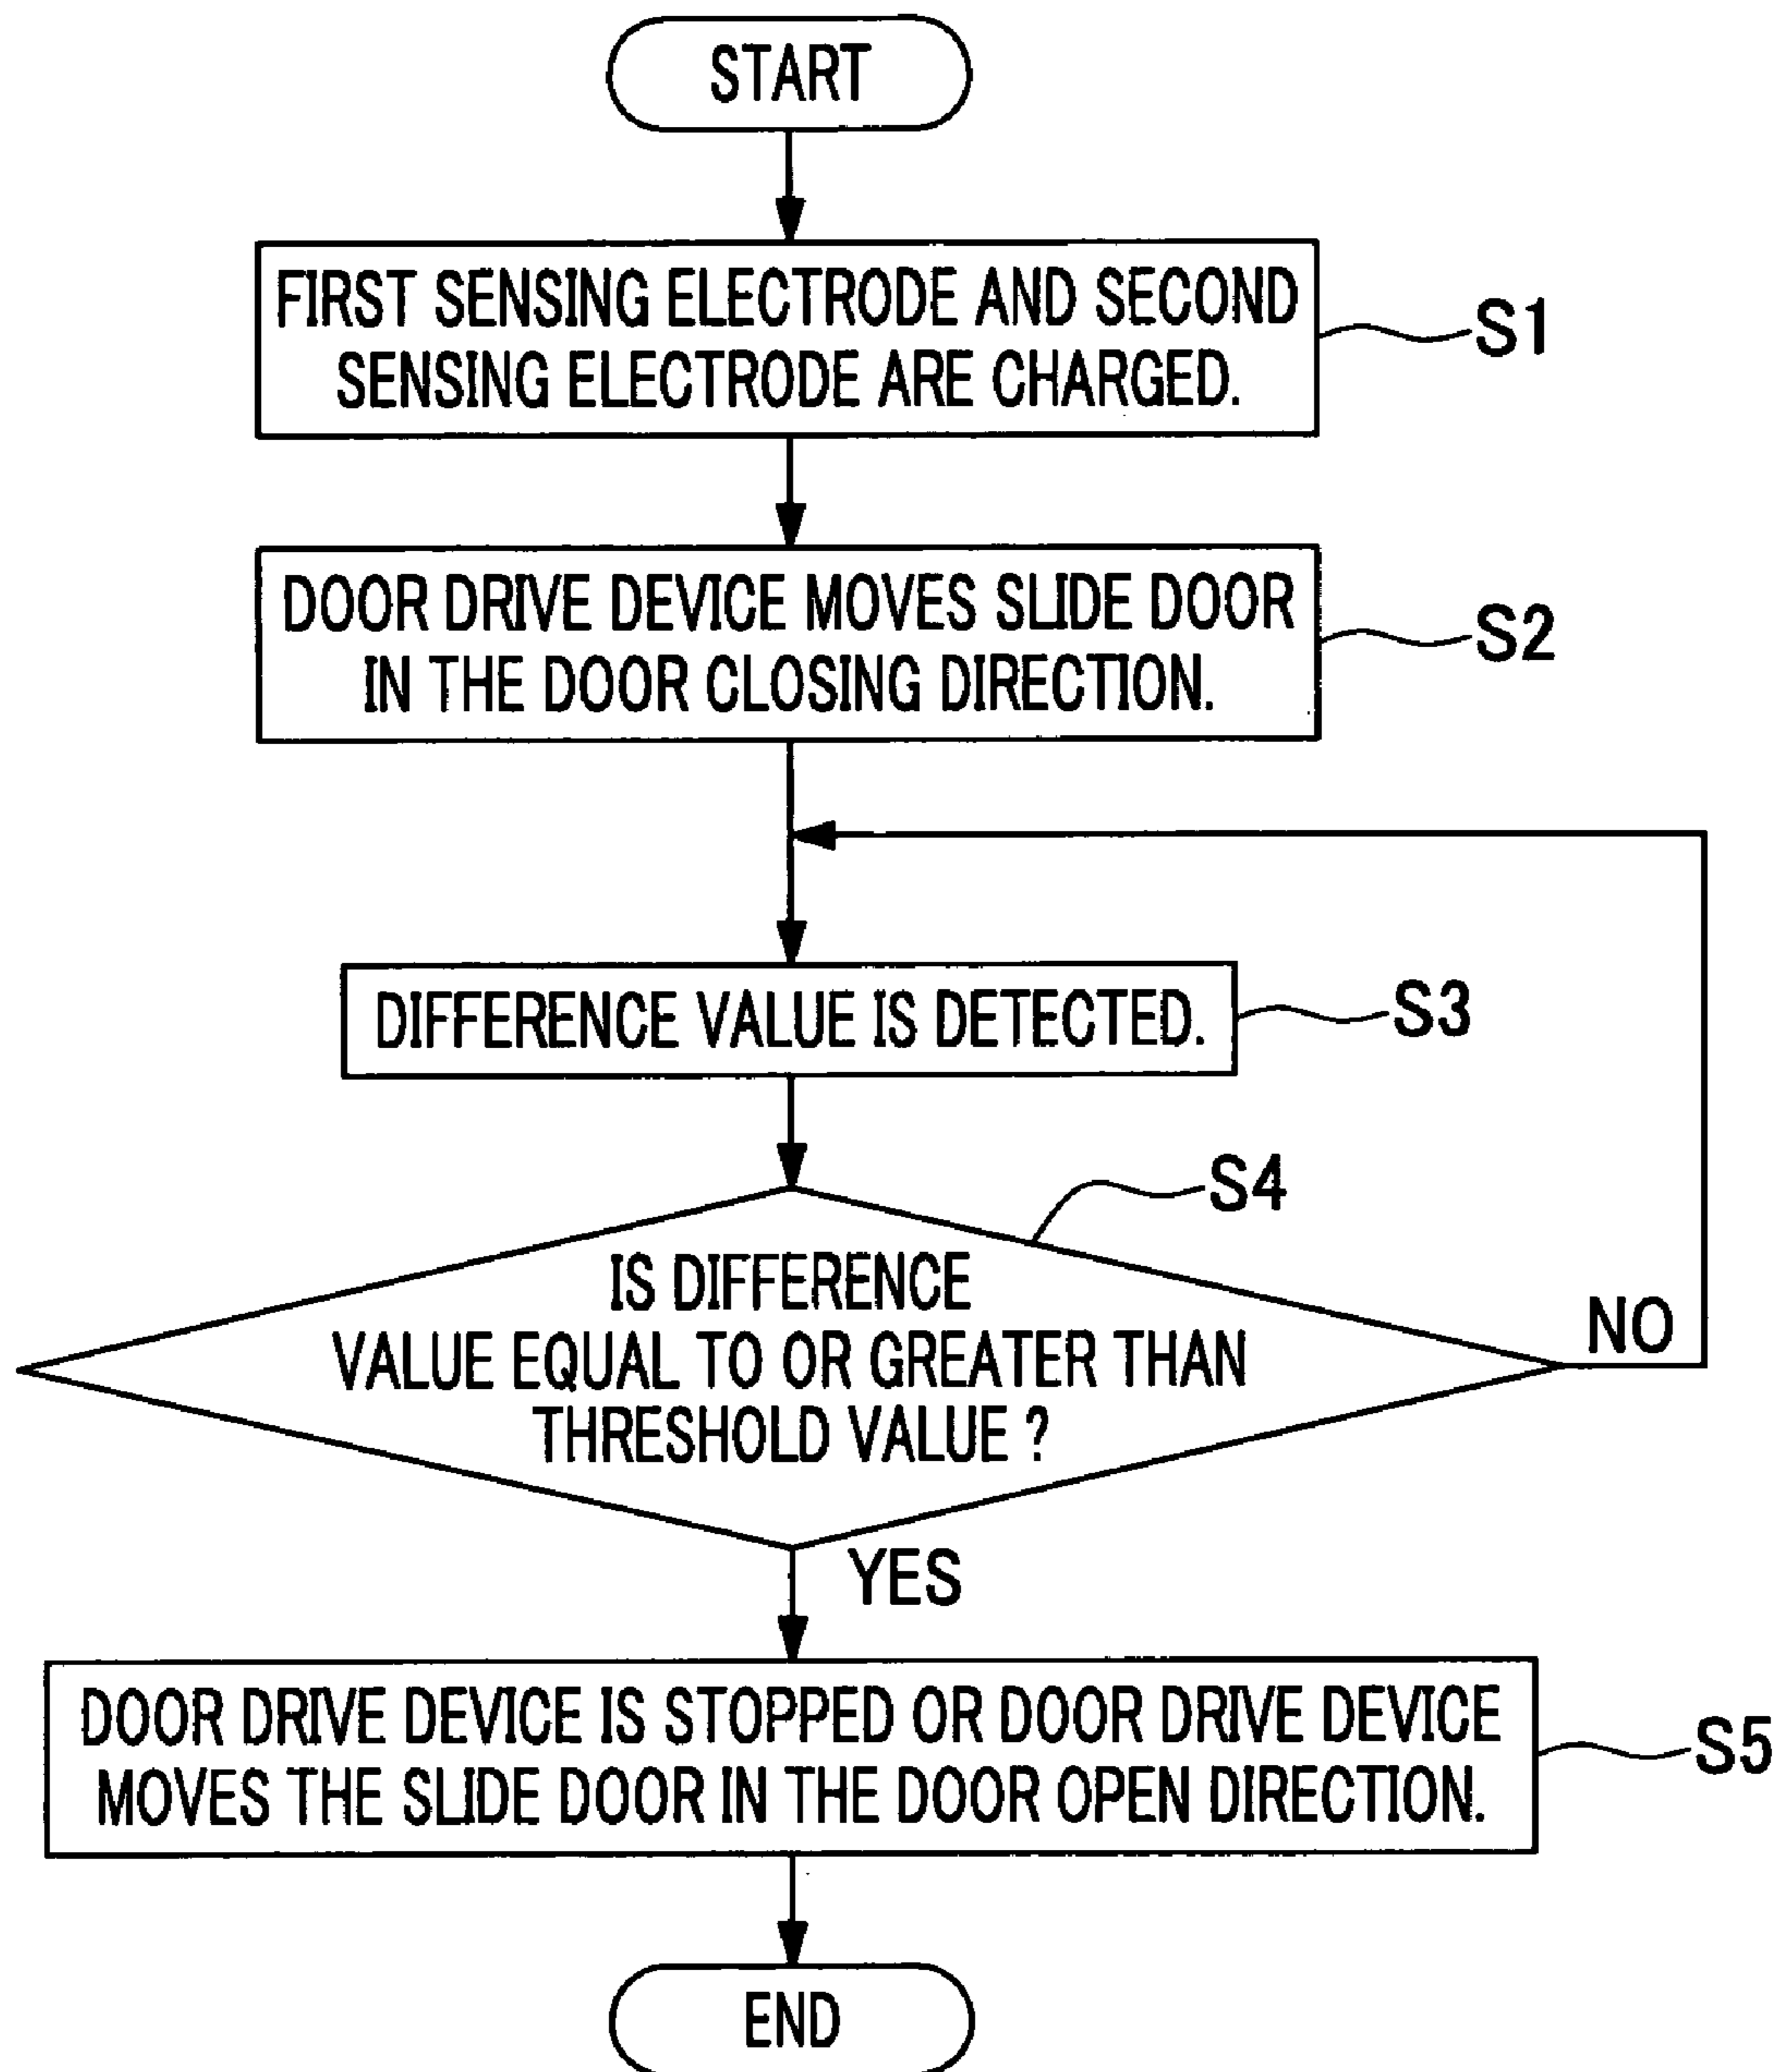 START
FIRST SENSING ELECTRODE AND SECOND
SENSING ELECTRODE ARE CHARGED.
S1
DOOR DRIVE DEVICE MOVES SLIDE DOOR
IN THE DOOR CLOSING DIRECTION.
S2
DIFFERENCE VALUE IS DETECTED.
S3
S4
IS DIFFERENCE
VALUE EQUAL TO OR GREATER THAN
THRESHOLD VALUE ?
NO
YES
DOOR DRIVE DEVICE IS STOPPED OR DOOR DRIVE DEVICE
MOVES THE SLIDE DOOR IN THE DOOR OPEN DIRECTION.
S5
END